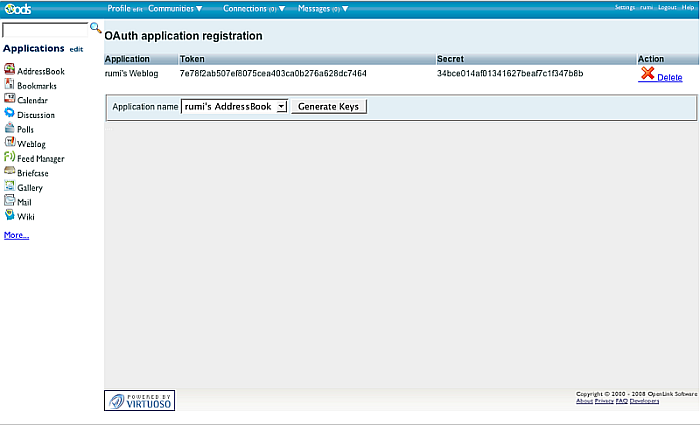 ods Profile edit Communities ▼ Connections (0) ▼ Messages (0) ▼ Settings rumi Logout Help
OAuth application registration
Applications edit
AddressBook
Bookmarks
Calendar
Discussion
Polls
Weblog
Feed Manager
Briefcase
Gallery
Mail
Wiki
More...
Application Token Secret Action
rumi's Weblog 7e78f2ab507ef8075cea403ca0b276a628dc7464 34bce014af01341627beaf7c1f347b8b Delete
Application name rumi's AddressBook Generate Keys
POWERED BY
VIRTUOSO
Copyright © 2000 - 2008 OpenLink Software
About Privacy FAQ Developers